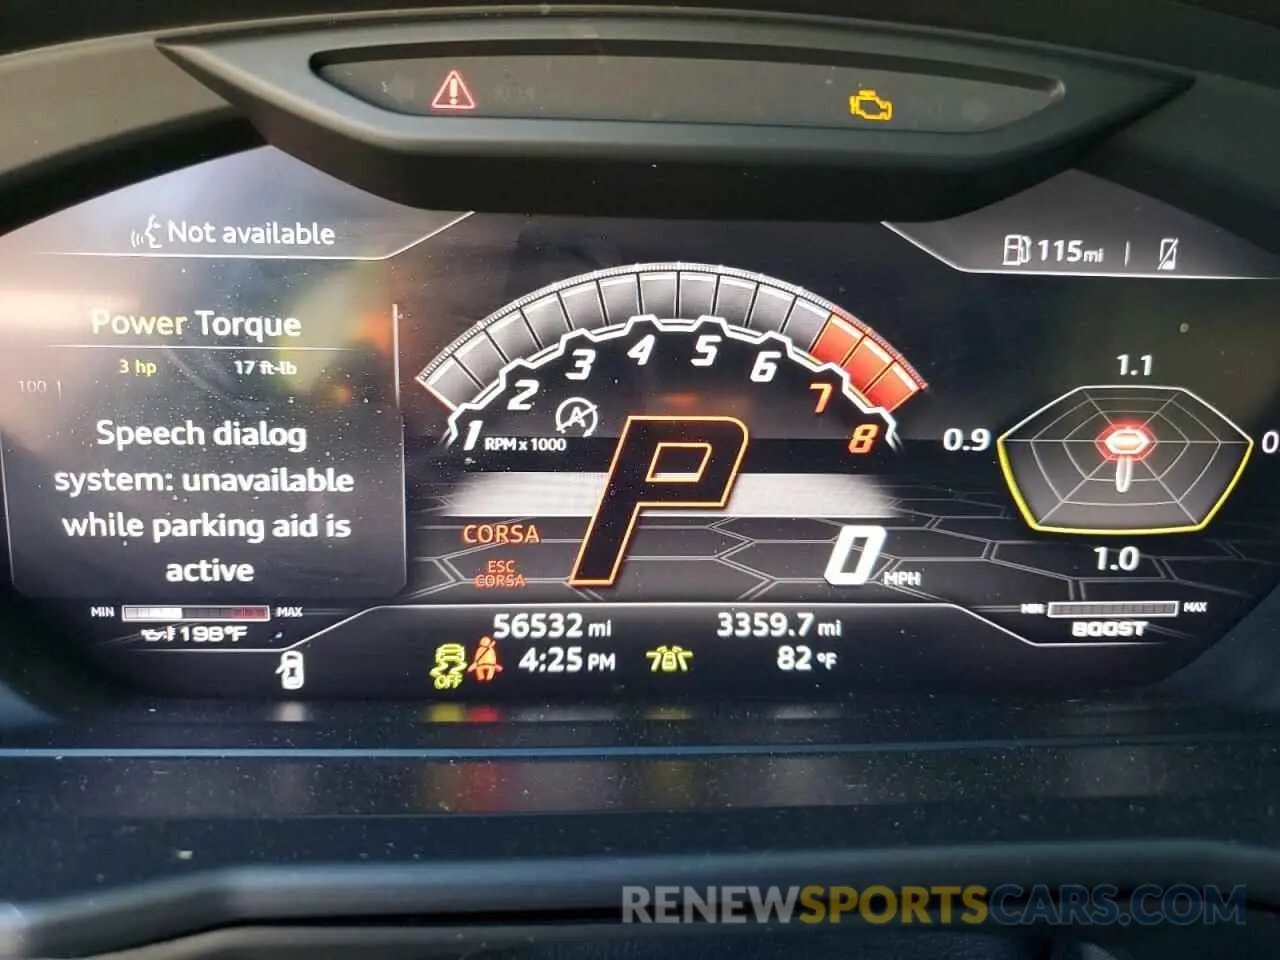 Not available
115 mi
Power Torque
3 hp 17 ft-lb
100
Speech dialog
system: unavailable
while parking aid is
active
1 2 3 4 5 6 7 8
RPM x 1000
A
P
CORSA
ESC
CORSA
0 MPH
1.1
0.9
0
1.0
MIN MAX
198°F
MIN MAX
BOOST
56532 mi
3359.7 mi
OFF
4:25 PM
82 °F
RENEWSPORTSCARS.COM